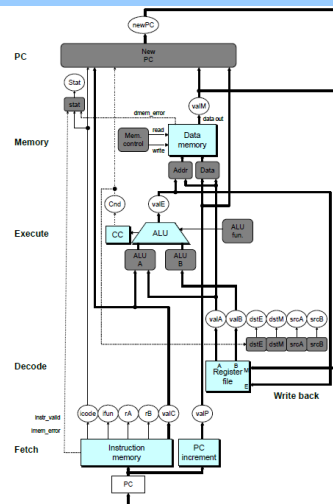 newPC
PC
New
PC
Stat
stat
valM
data out
dmem_error
Memory
Mem.
control
read
write
Data
memory
Addr
Data
Cnd
valE
Execute
CC
ALU
ALU
fun.
ALU
A
ALU
B
valA
valB
dstE
dstM
srcA
srcB
dstE
dstM
srcA
srcB
A
B
M
Decode
Register
file
E
Write back
instr_valid
imem_error
icode
ifun
rA
rB
valC
valP
Fetch
Instruction
memory
PC
increment
PC